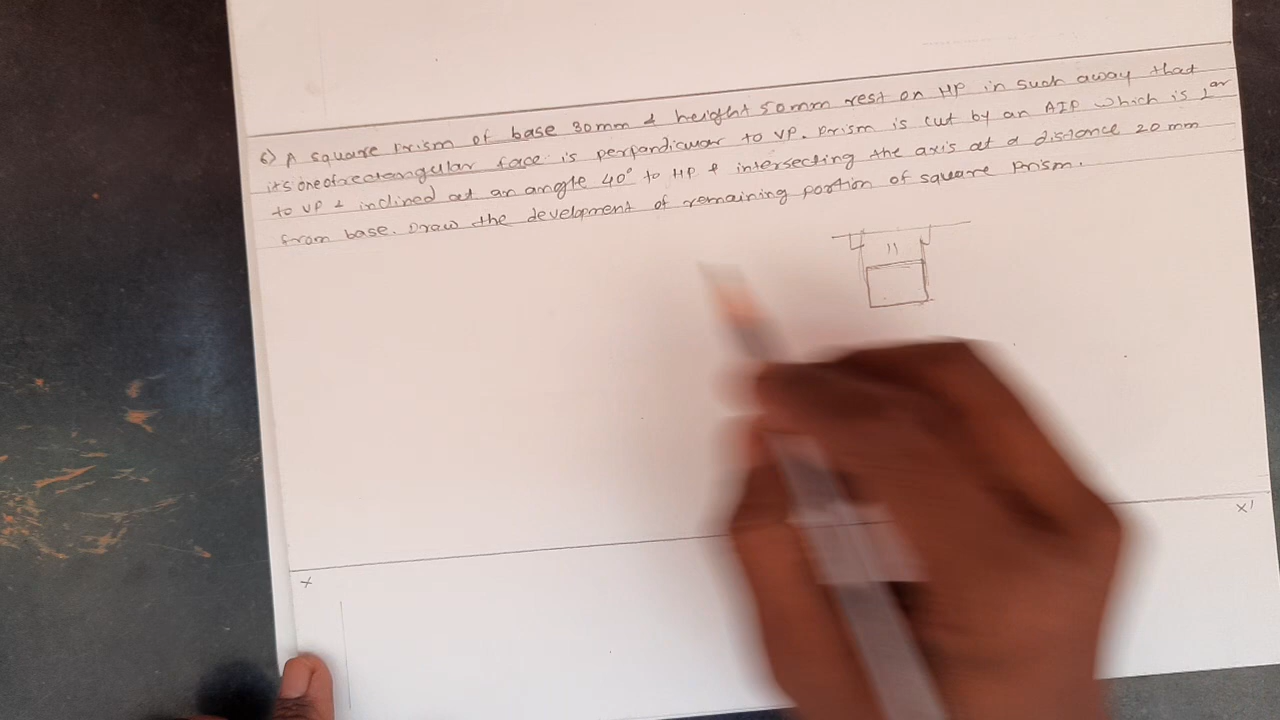 6) A square prism of base 30mm & height 50mm rest on HP in such away that
its one of rectangular face is perpendicular to VP. Prism is cut by an AIP which is 1ar
to VP & inclined at an angle 40° to HP & intersecting the axis at a distance 20mm
from base. Draw the development of remaining portion of square prism.
X
X'